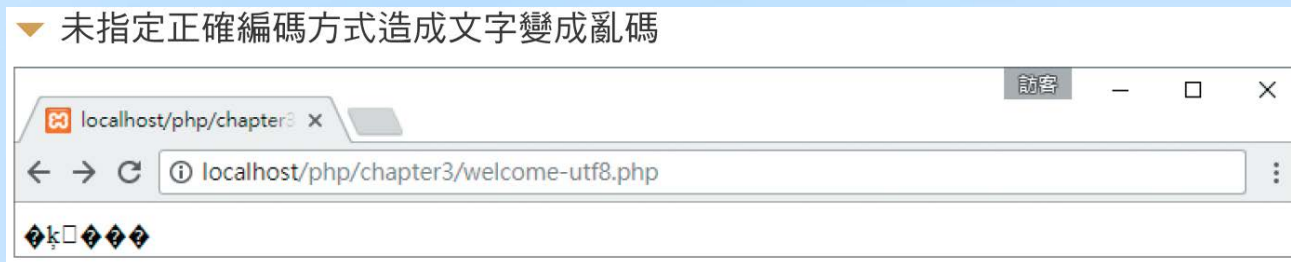 未指定正確編碼方式造成文字變成亂碼
訪客
localhost/php/chapter3
localhost/php/chapter3/welcome-utf8.php
�ķ□���